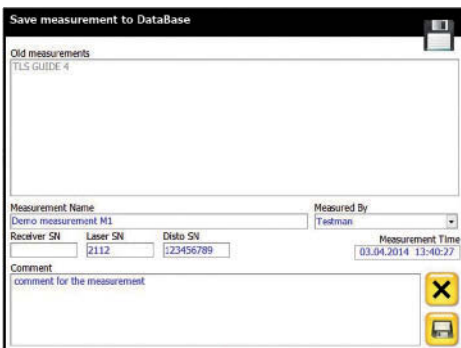 Save measurement to DataBase
Old measurements
TLS GUIDE 4
Measurement Name
Measured By
Demo measurement M1
Testman
Receiver SN
Laser SN
Disto SN
Measurement Time
2112
123456789
03.04.2014 13:40:27
Comment
comment for the measurement